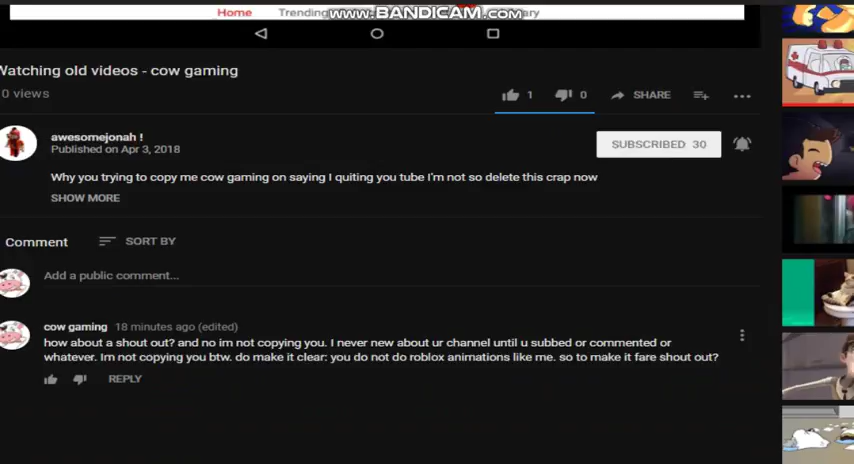 Home Trending
www.BANDICAM.com
Watching old videos - cow gaming
0 views
1 0 SHARE
awesomejonah !
Published on Apr 3, 2018
SUBSCRIBED 30
Why you trying to copy me cow gaming on saying I quiting you tube I'm not so delete this crap now
SHOW MORE
Comment SORT BY
Add a public comment...
cow gaming 18 minutes ago (edited)
how about a shout out? and no im not copying you. I never new about ur channel until u subbed or commented or
whatever. Im not copying you btw. do make it clear: you do not do roblox animations like me. so to make it fare shout out?
REPLY